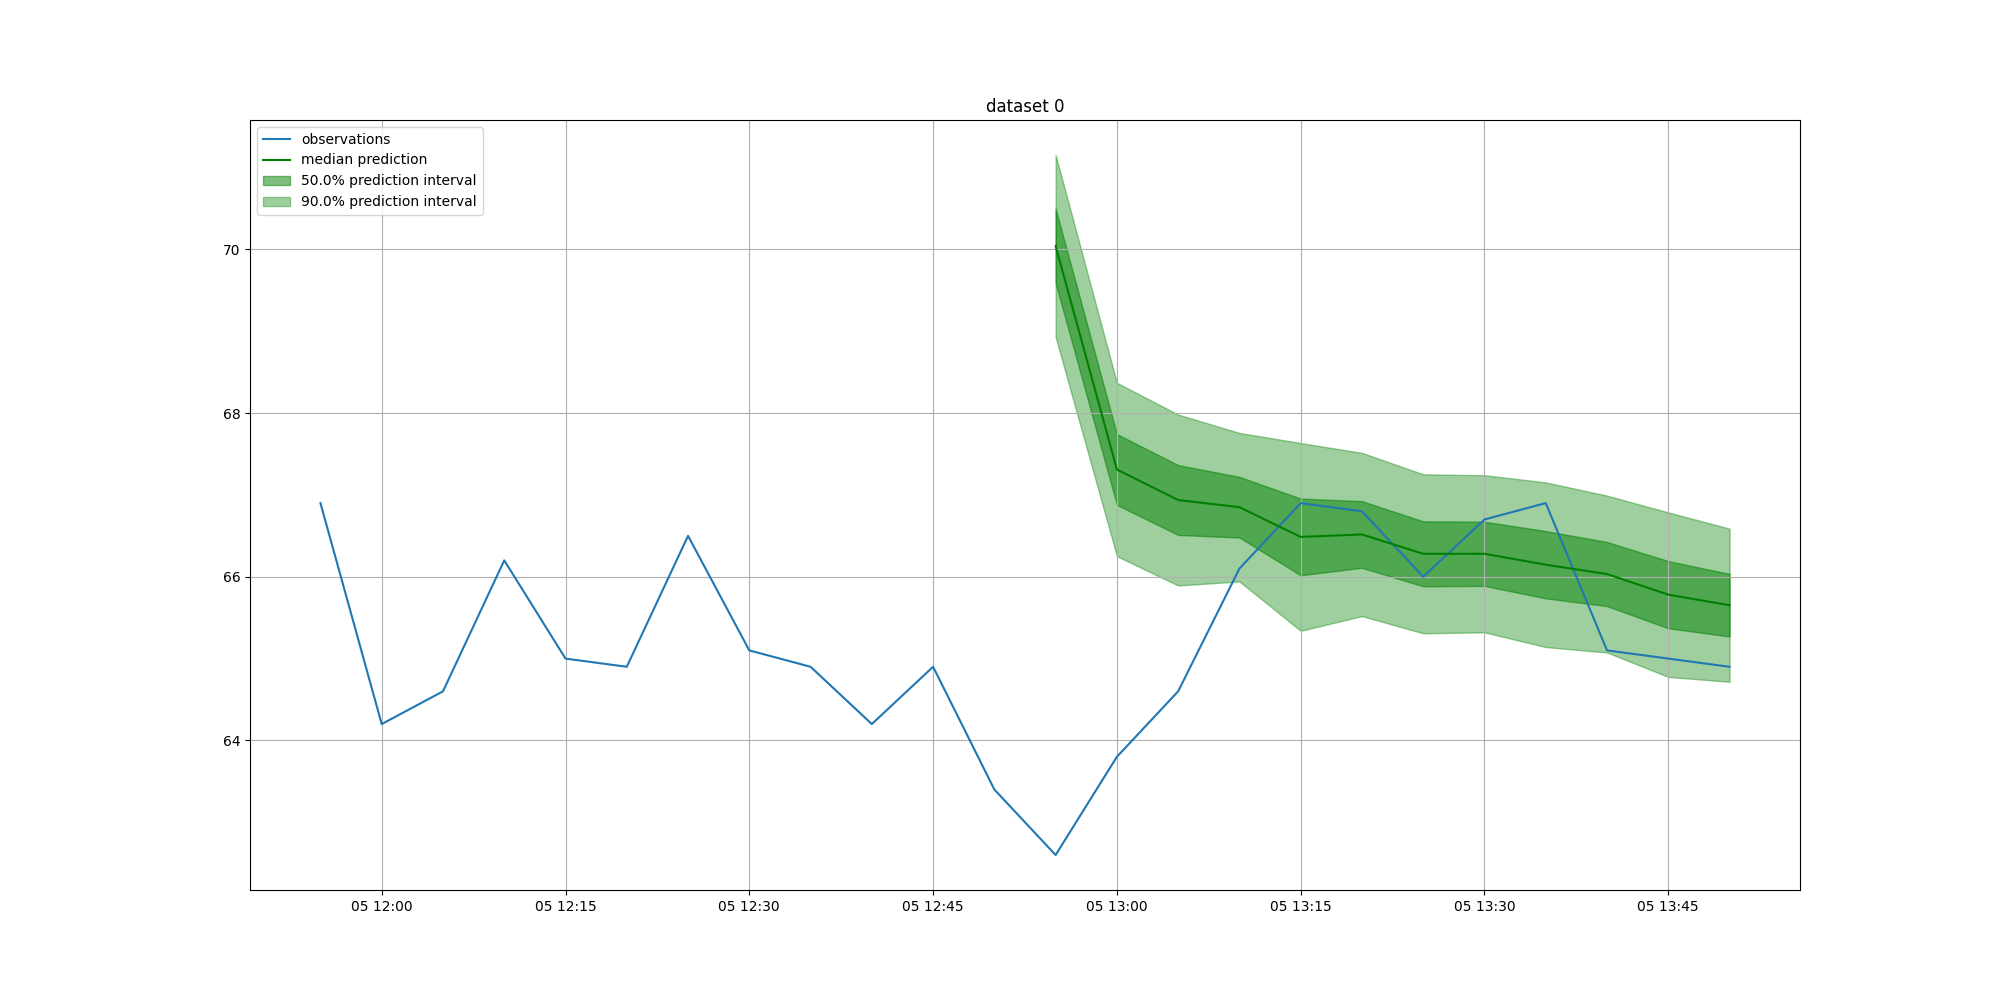 dataset 0
observations
median prediction
50.0% prediction interval
90.0% prediction interval
70
68
66
64
05 12:00
05 12:15
05 12:30
05 12:45
05 13:00
05 13:15
05 13:30
05 13:45